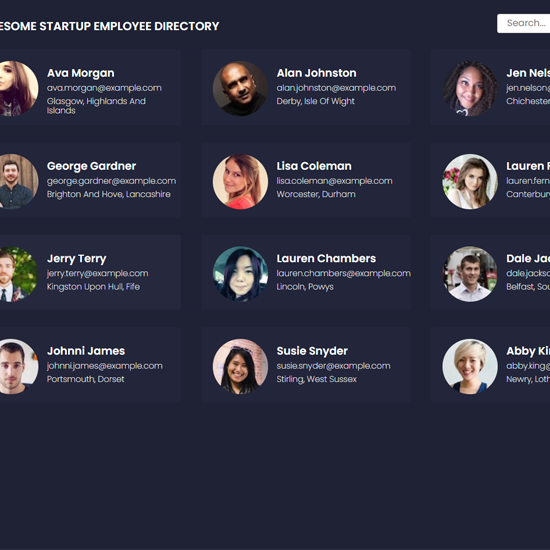 ESOME STARTUP EMPLOYEE DIRECTORY
Search...
Ava Morgan
ava.morgan@example.com
Glasgow, Highlands And
Islands
Alan Johnston
alan.johnston@example.com
Derby, Isle Of Wight
Jen Nels
jen.nelson
Chichester
George Gardner
george.gardner@example.com
Brighton And Hove, Lancashire
Lisa Coleman
lisa.coleman@example.com
Worcester, Durham
Lauren F
lauren.fern
Canterbury
Jerry Terry
jerry.terry@example.com
Kingston Upon Hull, Fife
Lauren Chambers
lauren.chambers@example.com
Lincoln, Powys
Dale Jac
dale.jackso
Belfast, Sou
Johnni James
johnni.james@example.com
Portsmouth, Dorset
Susie Snyder
susie.snyder@example.com
Stirling, West Sussex
Abby Kin
abby.king@
Newry, Loth